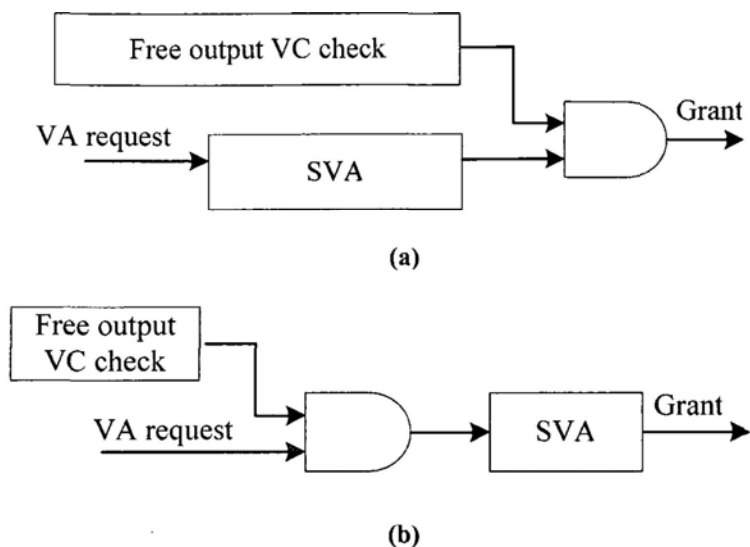 Free output VC check
Grant
VA request
SVA
(a)
Free output
VC check
Grant
VA request
SVA
(b)